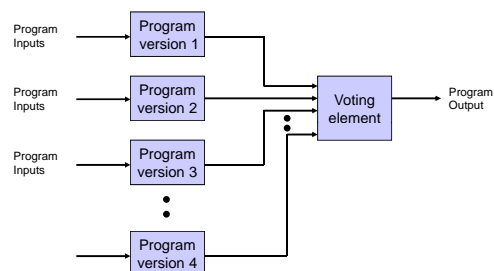 Program
Inputs
Program
version 1
Program
Inputs
Program
version 2
Voting
element
Program
Output
Program
Inputs
Program
version 3
Program
version 4